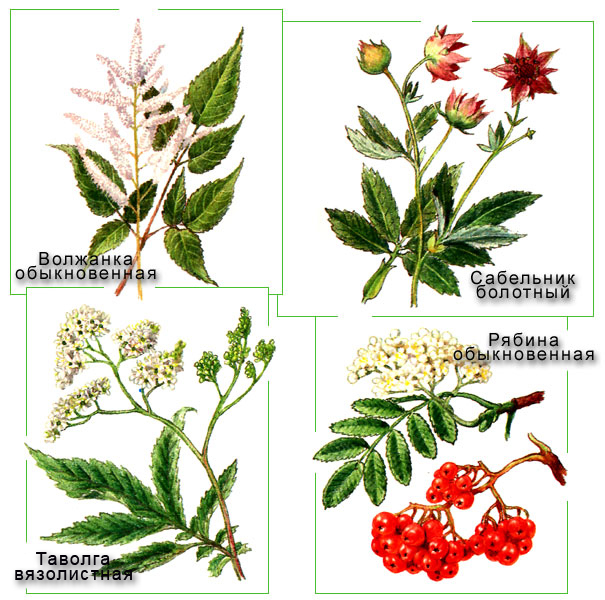 Волжанка
обыкновенная
Сабельник
болотный
Рябина
обыкновенная
Таволга
вязолистная